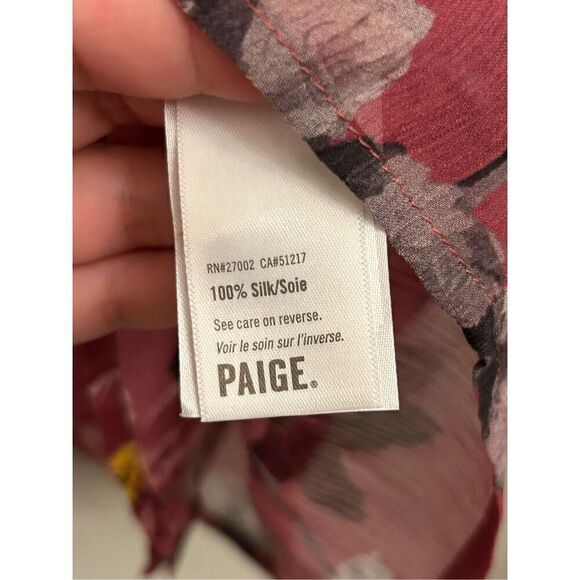 RN#27002 CA#51217
100% Silk/Soie
See care on reverse.
Voir le soin sur l'inverse.
PAIGE®